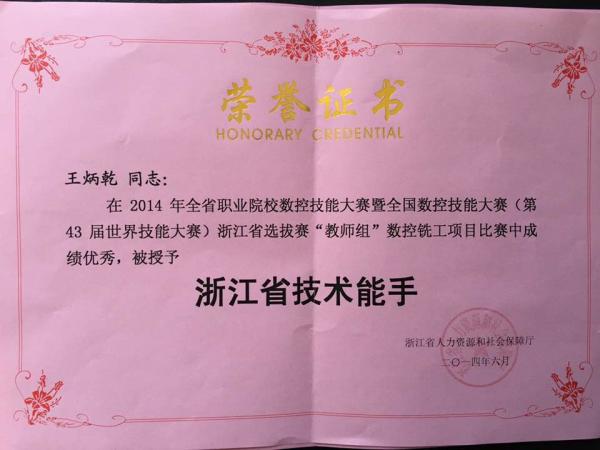 荣誉证书
HONORARY CREDENTIAL
王炳乾 同志：
在 2014 年全省职业院校数控技能大赛暨全国数控技能大赛（第
43 届世界技能大赛）浙江省选拔赛“教师组”数控铣工项目比赛中成
绩优秀，被授予
浙江省技术能手
浙江省人力资源和社会保障厅
二〇一四年六月